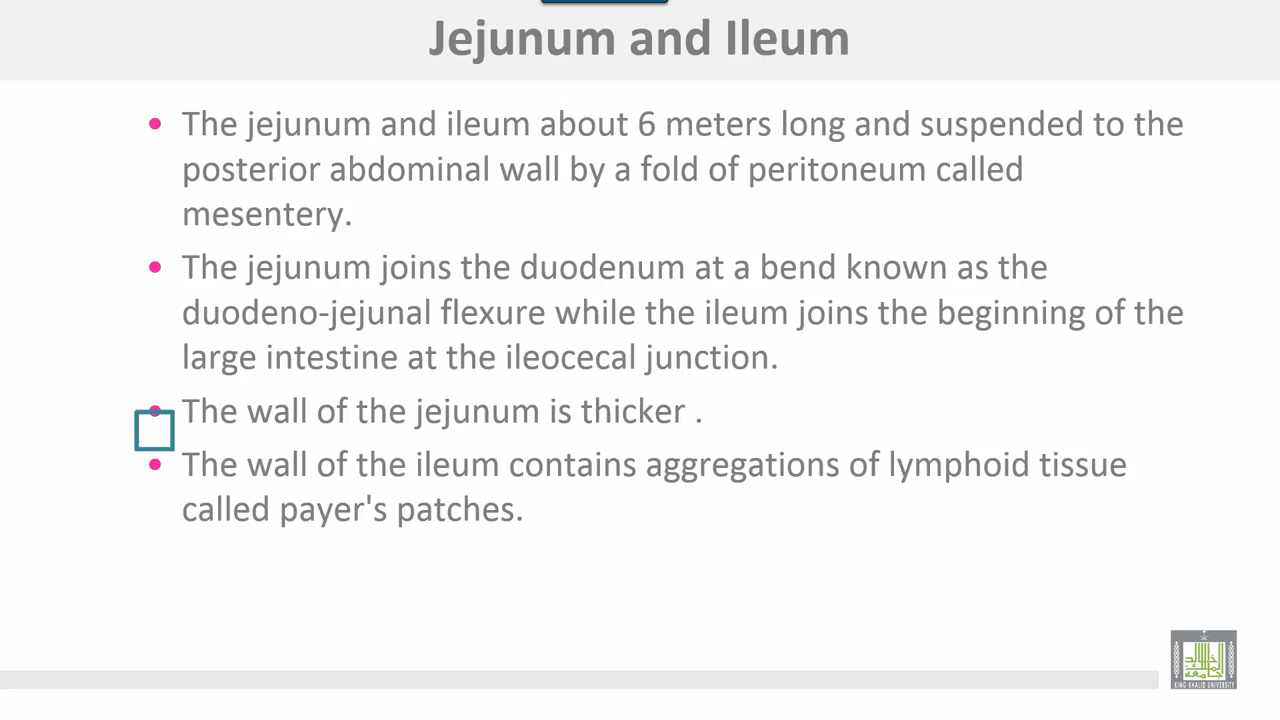 Jejunum and Ileum
• The jejunum and ileum about 6 meters long and suspended to the
posterior abdominal wall by a fold of peritoneum called
mesentery.
• The jejunum joins the duodenum at a bend known as the
duodeno-jejunal flexure while the ileum joins the beginning of the
large intestine at the ileocecal junction.
• The wall of the jejunum is thicker .
• The wall of the ileum contains aggregations of lymphoid tissue
called payer's patches.
KING KHALID UNIVERSITY